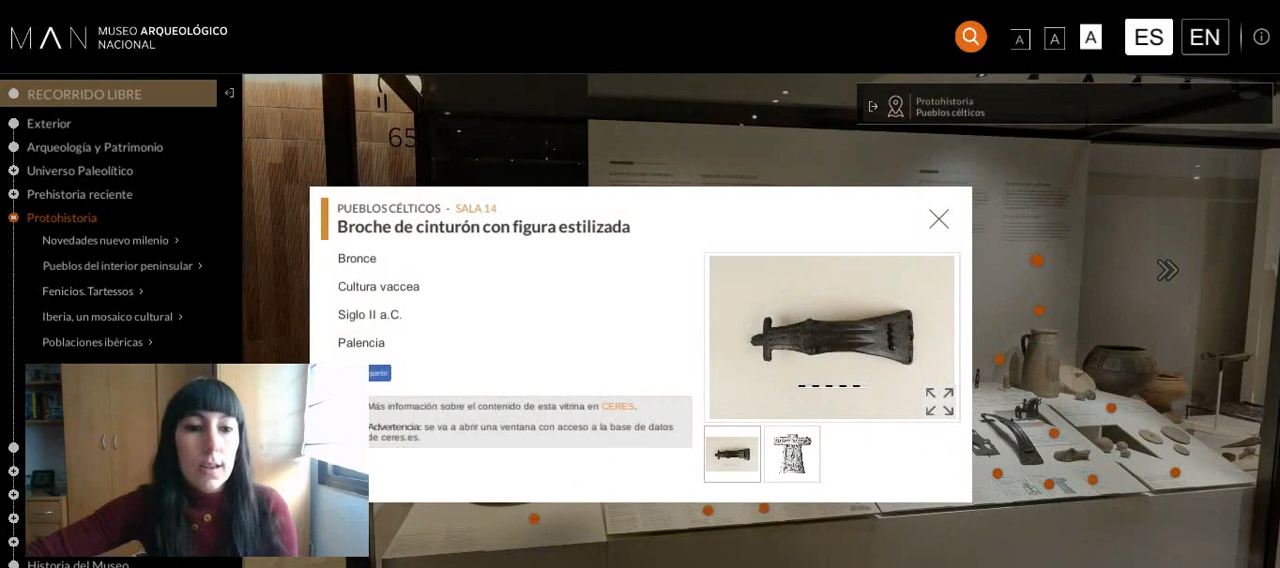 MAN MUSEO ARQUEOLÓGICO
NACIONAL
A A A ES EN
RECORRIDO LIBRE
Exterior
Arqueología y Patrimonio
Universo Paleolítico
Prehistoria reciente
Protohistoria
Novedades nuevo milenio
Pueblos del interior peninsular
Fenicios. Tartessos
Iberia, un mosaico cultural
Poblaciones ibéricas
Historia del Museo
Protohistoria
Pueblos célticos
65
PUEBLOS CÉLTICOS - SALA 14
Broche de cinturón con figura estilizada
Bronce
Cultura vaccea
Siglo II a.C.
Palencia
Más información sobre el contenido de esta vitrina en CERES.
Advertencia: se va a abrir una ventana con acceso a la base de datos
de ceres.es.